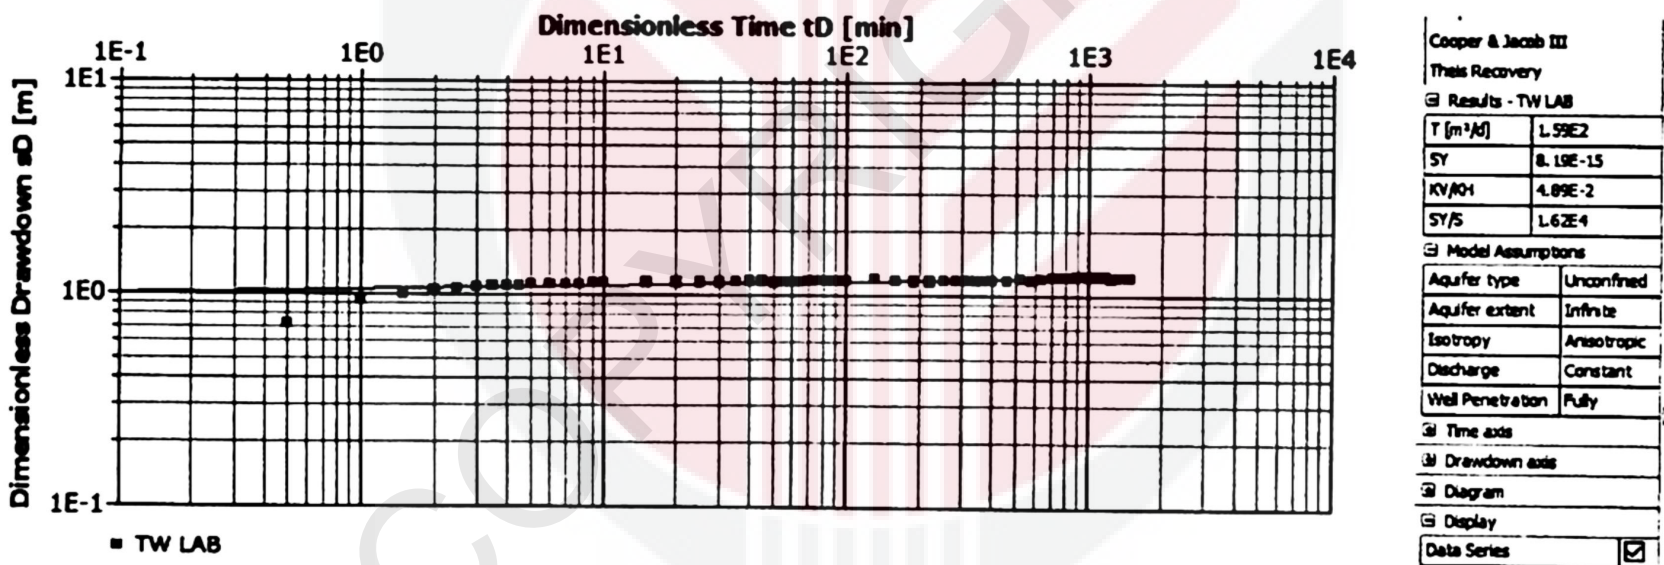 Dimensionless Time tD [min]
1E-1 1E0 1E1 1E2 1E3 1E4
Dimensionless Drawdown sD [m]
1E1
1E0
1E-1
TW LAB
COPYRIG
Cooper & Jacob III
Theis Recovery
Results - TW LAB
T [m²/d] 1.59E2
SY 8.19E-15
KV/KH 4.89E-2
SY/S 1.62E4
Model Assumptions
Aquifer type Unconfined
Aquifer extent Infinite
Isotropy Anisotropic
Discharge Constant
Well Penetration Fully
Time axis
Drawdown axis
Diagram
Display
Data Series